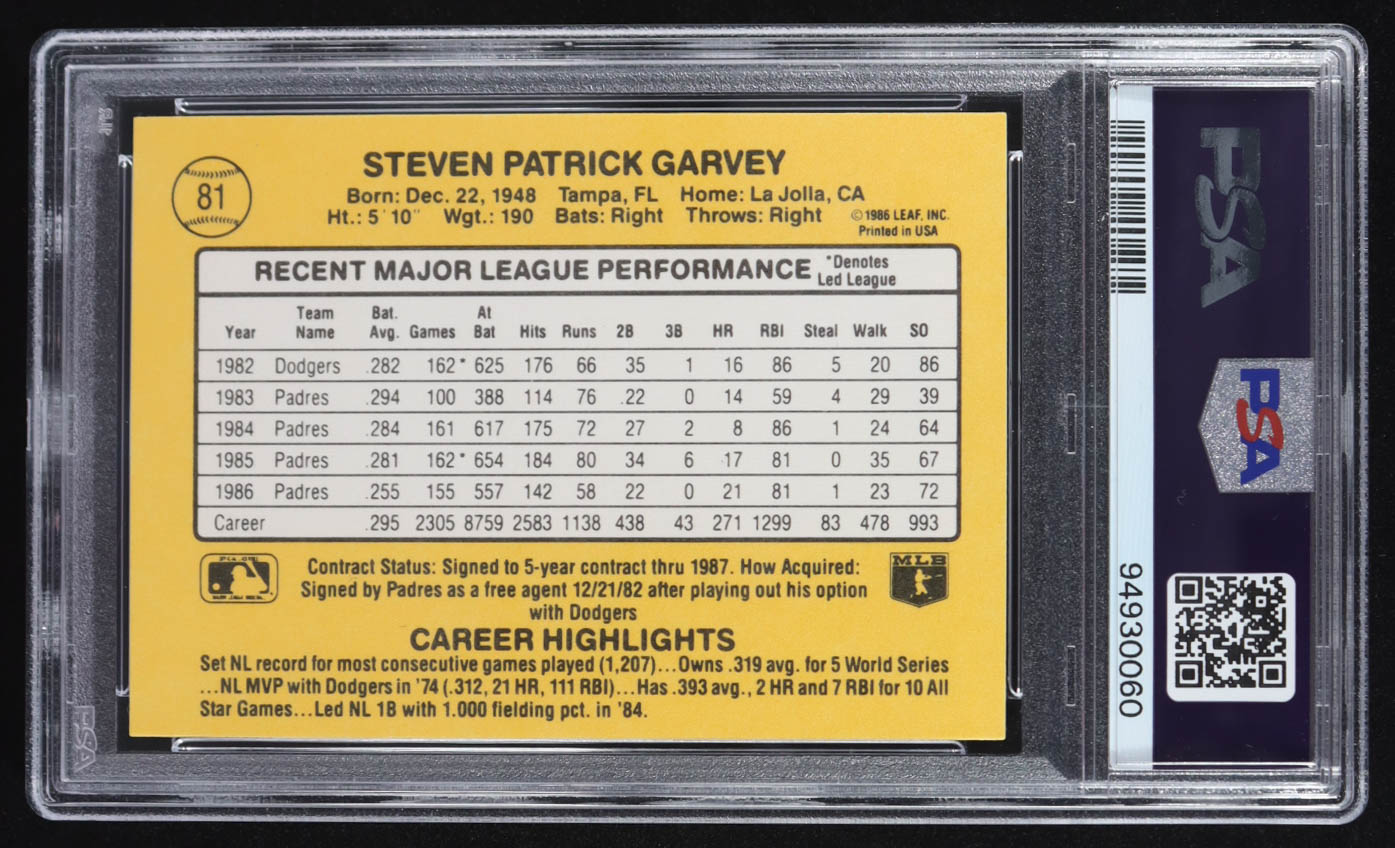 81
STEVEN PATRICK GARVEY
Born: Dec. 22, 1948 Tampa, FL Home: La Jolla, CA
Ht.: 5' 10" Wgt.: 190 Bats: Right Throws: Right
©1986 LEAF, INC.
Printed in USA
RECENT MAJOR LEAGUE PERFORMANCE
*Denotes
Led League
Year Team Name Bat. Avg. Games At Bat Hits Runs 2B 3B HR RBI Steal Walk SO
1982 Dodgers .282 162* 625 176 66 35 1 16 86 5 20 86
1983 Padres .294 100 388 114 76 .22 0 14 59 4 29 39
1984 Padres .284 161 617 175 72 27 2 8 86 1 24 64
1985 Padres .281 162* 654 184 80 34 6 17 81 0 35 67
1986 Padres .255 155 557 142 58 22 0 21 81 1 23 72
Career .295 2305 8759 2583 1138 438 43 271 1299 83 478 993
Contract Status: Signed to 5-year contract thru 1987. How Acquired:
Signed by Padres as a free agent 12/21/82 after playing out his option
with Dodgers
MLB
CAREER HIGHLIGHTS
Set NL record for most consecutive games played (1,207)...Owns .319 avg. for 5 World Series
...NL MVP with Dodgers in '74 (.312, 21 HR, 111 RBI)...Has .393 avg., 2 HR and 7 RBI for 10 All
Star Games...Led NL 1B with 1.000 fielding pct. in '84.
PSA
PSA
PSA
94930060